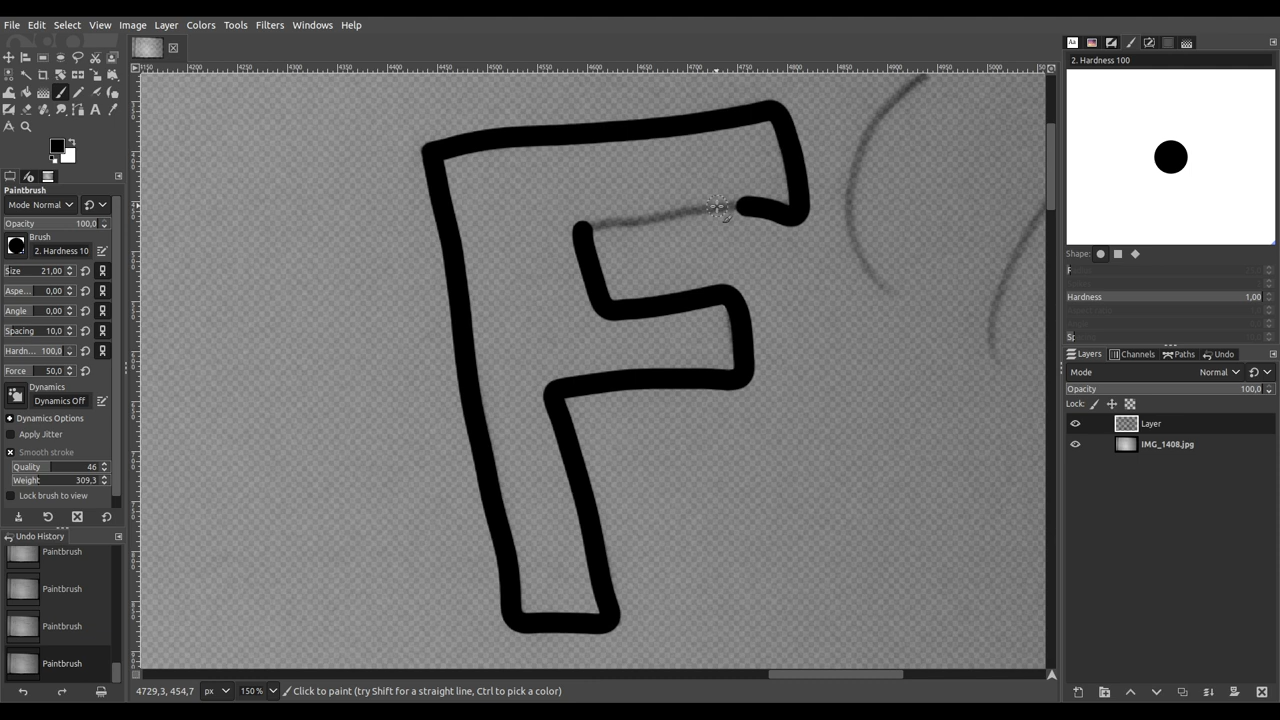 File Edit Select View Image Layer Colors Tools Filters Windows Help
2. Hardness 100
Paintbrush
Mode Normal
Opacity 100,0
Brush
2. Hardness 10
Size 21,00
Aspe... 0,00
Angle 0,00
Spacing 10,0
Hardn... 100,0
Force 50,0
Dynamics
Dynamics Off
Dynamics Options
Apply Jitter
Smooth stroke
Quality 46
Weight 309,3
Lock brush to view
Undo History
Paintbrush
Paintbrush
Paintbrush
Paintbrush
F
Shape:
Hardness 1,00
Layers Channels Paths Undo
Mode Normal
Opacity 100,0
Lock:
Layer
IMG_1408.jpg
4729,3, 454,7 px 150 % Click to paint (try Shift for a straight line, Ctrl to pick a color)